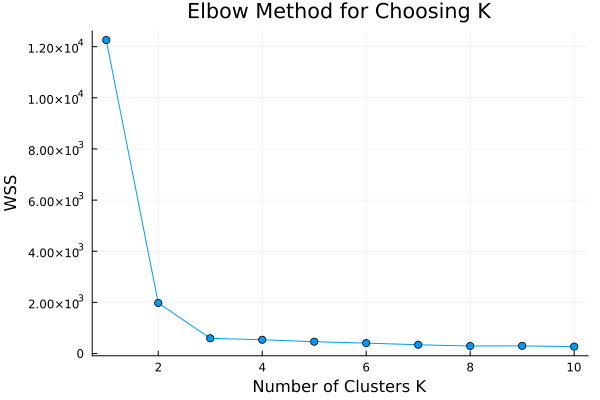 Elbow Method for Choosing K
WSS
1.20×10⁴
1.00×10⁴
8.00×10³
6.00×10³
4.00×10³
2.00×10³
0
2 4 6 8 10
Number of Clusters K